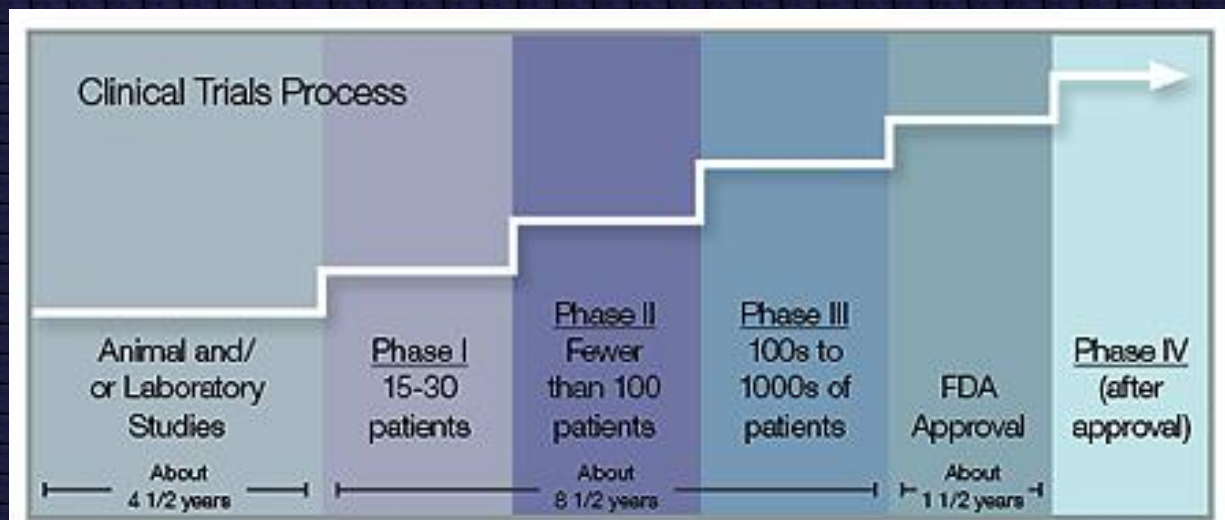 Clinical Trials Process
Animal and/
or Laboratory
Studies
Phase I
15-30
patients
Phase II
Fewer
than 100
patients
Phase III
100s to
1000s of
patients
FDA
Approval
Phase IV
(after
approval)
About
4 1/2 years
About
8 1/2 years
About
1 1/2 years